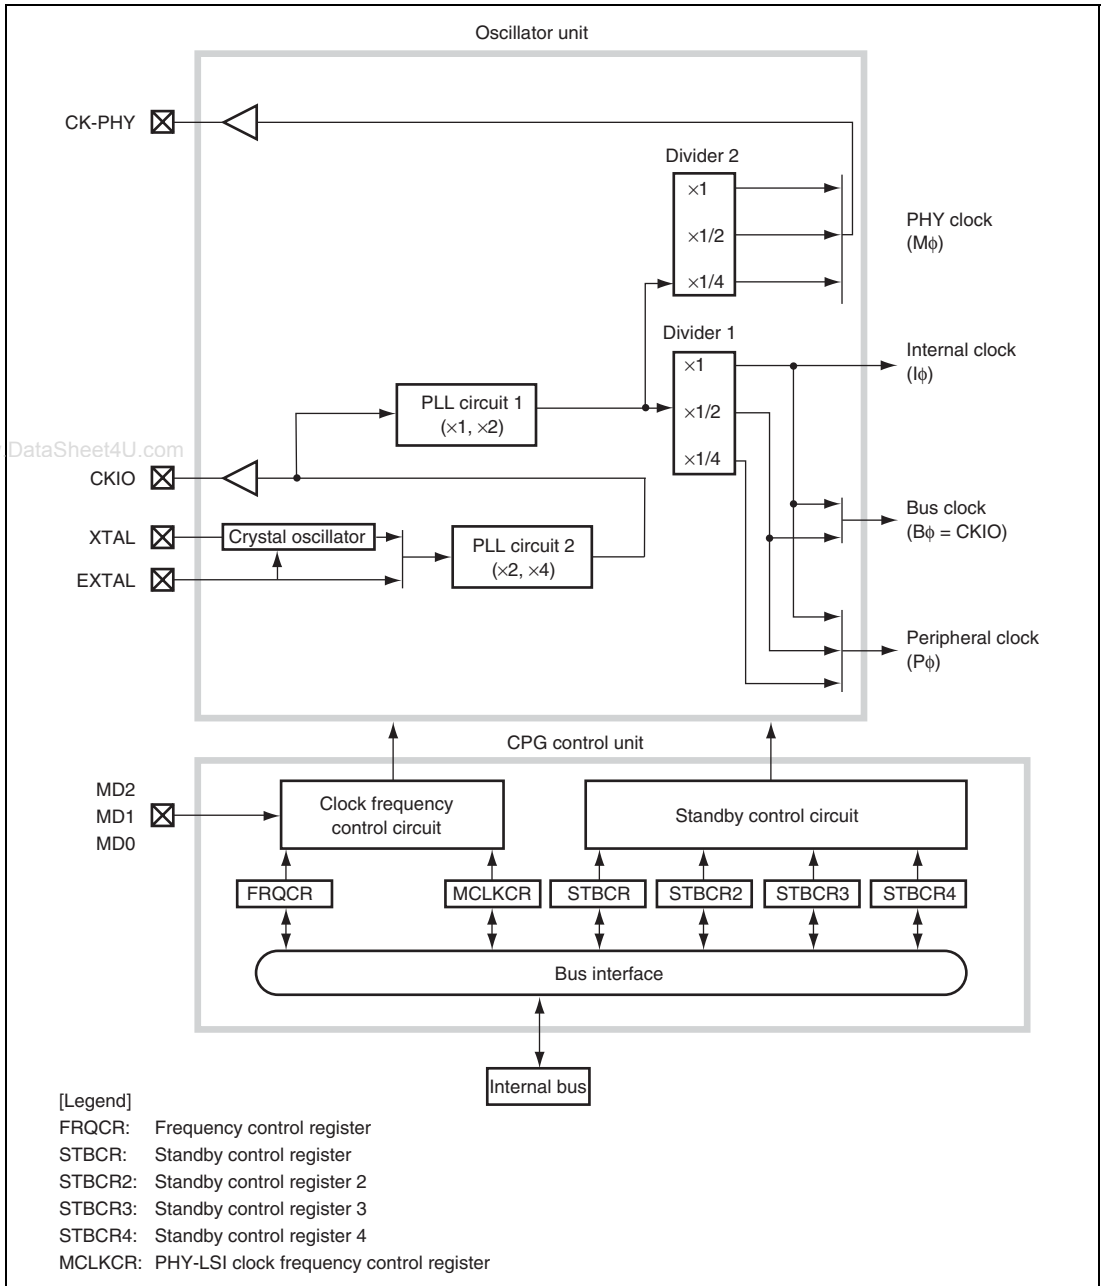 Oscillator unit
CK-PHY
Divider 2
×1
×1/2
×1/4
PHY clock
(Mϕ)
Divider 1
×1
×1/2
×1/4
Internal clock
(Iϕ)
PLL circuit 1
(×1, ×2)
DataSheet4U.com
CKIO
Bus clock
(Bϕ = CKIO)
XTAL
Crystal oscillator
EXTAL
PLL circuit 2
(×2, ×4)
Peripheral clock
(Pϕ)
CPG control unit
MD2
MD1
MD0
Clock frequency
control circuit
Standby control circuit
FRQCR
MCLKCR
STBCR
STBCR2
STBCR3
STBCR4
Bus interface
Internal bus
[Legend]
FRQCR: Frequency control register
STBCR: Standby control register
STBCR2: Standby control register 2
STBCR3: Standby control register 3
STBCR4: Standby control register 4
MCLKCR: PHY-LSI clock frequency control register